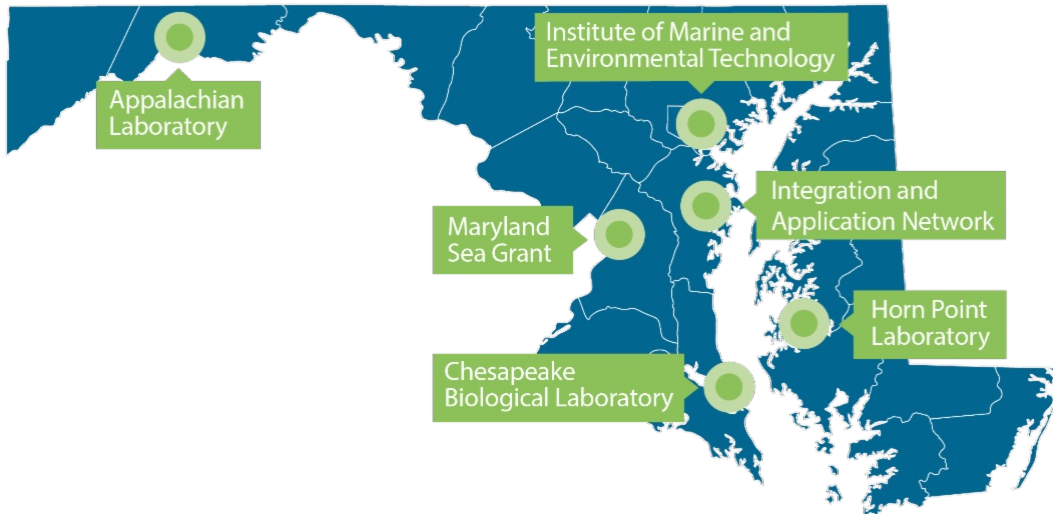 Institute of Marine and
Environmental Technology
Appalachian
Laboratory
Integration and
Application Network
Maryland
Sea Grant
Horn Point
Laboratory
Chesapeake
Biological Laboratory